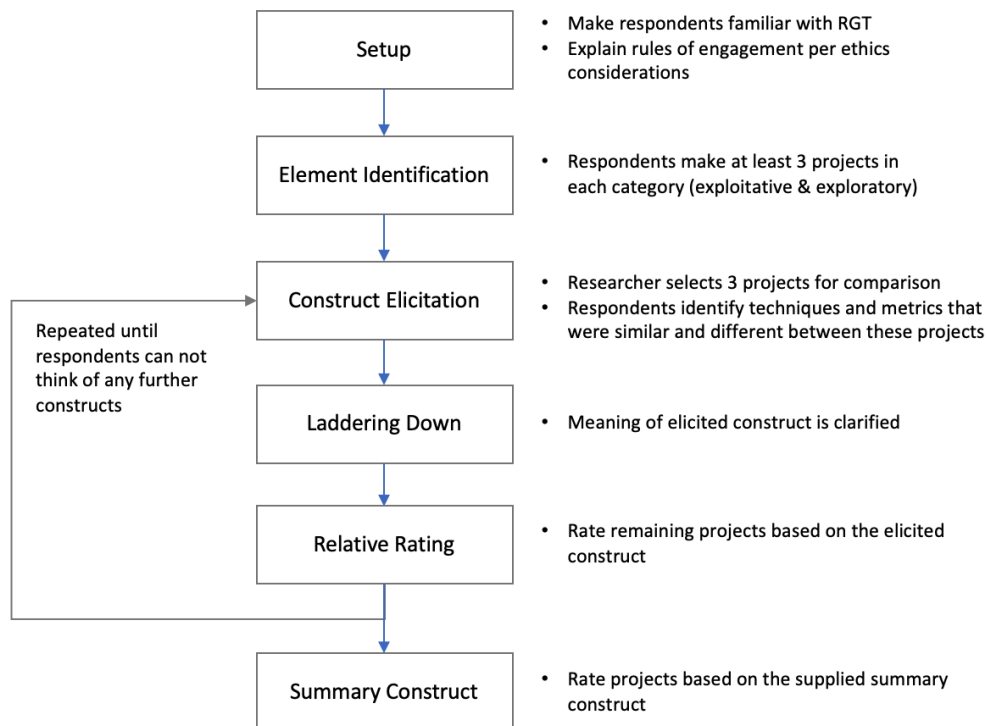 Setup
• Make respondents familiar with RGT
• Explain rules of engagement per ethics
considerations
Element Identification
• Respondents make at least 3 projects in
each category (exploitative & exploratory)
Construct Elicitation
• Researcher selects 3 projects for comparison
• Respondents identify techniques and metrics that
were similar and different between these projects
Repeated until
respondents can not
think of any further
constructs
Laddering Down
• Meaning of elicited construct is clarified
Relative Rating
• Rate remaining projects based on the elicited
construct
Summary Construct
• Rate projects based on the supplied summary
construct